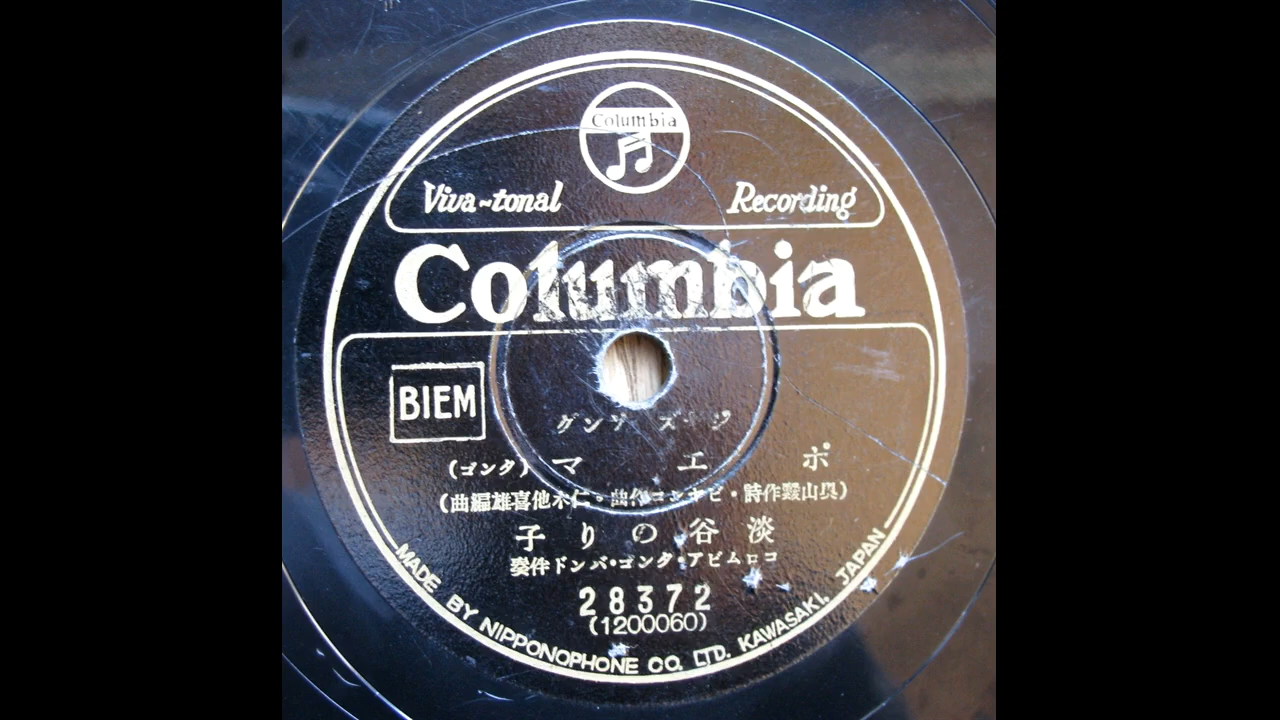 Columbia
Viva-tonal Recording
Columbia
BIEM
ジャズ ソング
ポエマ (タンゴ)
(奥山靉作詩・ビヤンコ作曲・仁木他喜雄編曲)
淡谷のり子
コロムビア・タンゴ・バンド伴奏
28372
(1200060)
MADE BY NIPPONOPHONE CO. LTD. KAWASAKI. JAPAN